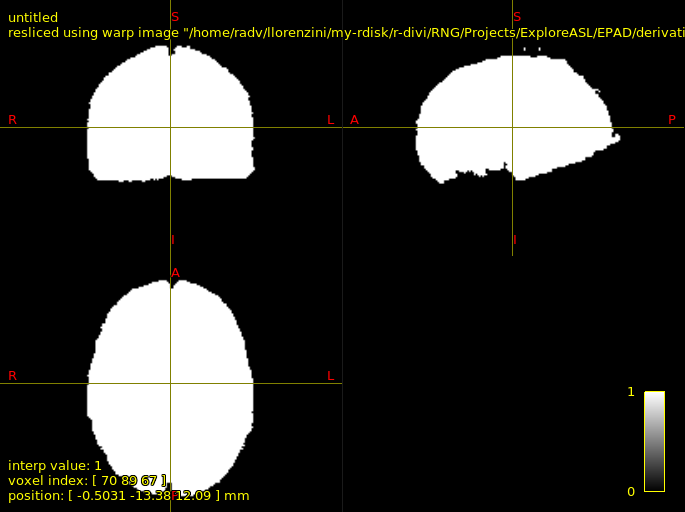 untitled
resliced using warp image "/home/radv/llorenzini/my-rdisk/r-divi/RNG/Projects/ExploreASL/EPAD/derivati
S
S
R
L
A
P
I
I
A
R
L
1
interp value: 1
voxel index: [ 70 89 67 ]
0
position: [ -0.5031 -13.38 12.09 ] mm
P